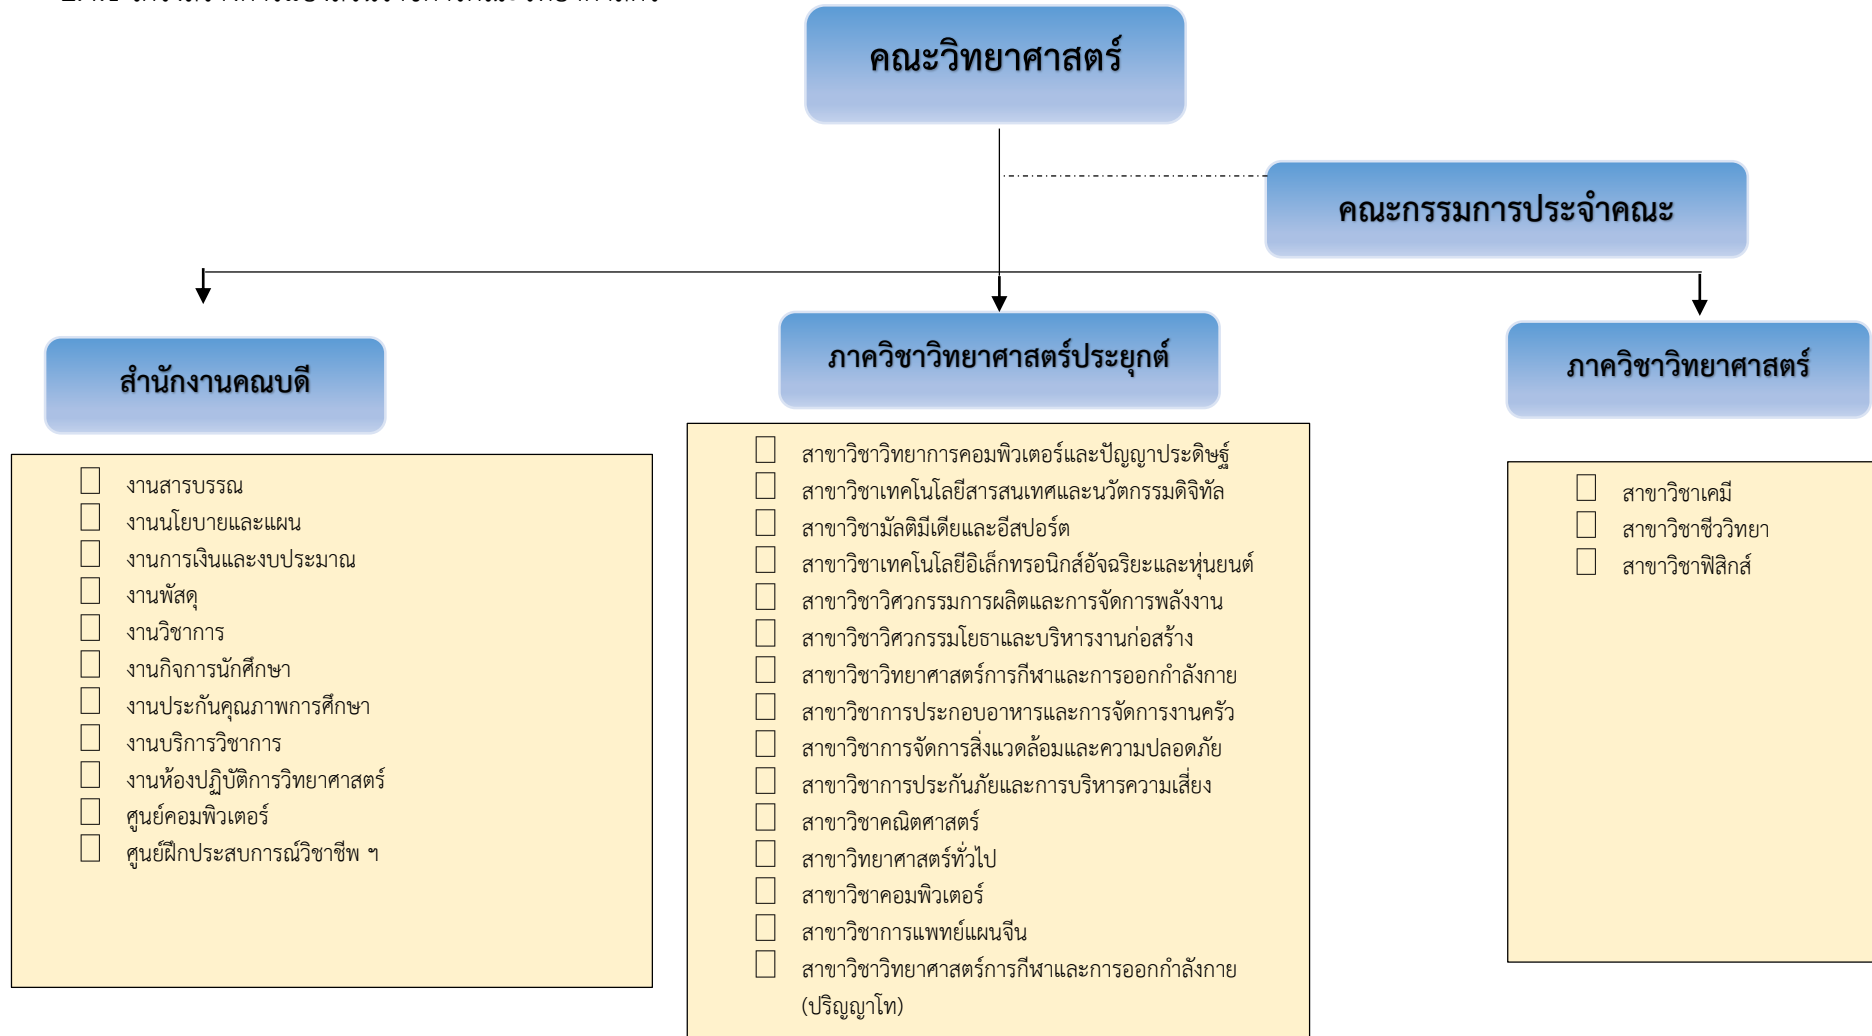 คณะวิทยาศาสตร์
คณะกรรมการประจำคณะ
สำนักงานคณบดี
งานสารบรรณ
งานนโยบายและแผน
งานการเงินและงบประมาณ
งานพัสดุ
งานวิชาการ
งานกิจการนักศึกษา
งานประกันคุณภาพการศึกษา
งานบริการวิชาการ
งานห้องปฏิบัติการวิทยาศาสตร์
ศูนย์คอมพิวเตอร์
ศูนย์ฝึกประสบการณ์วิชาชีพ ฯ
ภาควิชาวิทยาศาสตร์ประยุกต์
สาขาวิชาวิทยาการคอมพิวเตอร์และปัญญาประดิษฐ์
สาขาวิชาเทคโนโลยีสารสนเทศและนวัตกรรมดิจิทัล
สาขาวิชามัลติมีเดียและอีสปอร์ต
สาขาวิชาเทคโนโลยีอิเล็กทรอนิกส์อัจฉริยะและหุ่นยนต์
สาขาวิชาวิศวกรรมการผลิตและการจัดการพลังงาน
สาขาวิชาวิศวกรรมโยธาและบริหารงานก่อสร้าง
สาขาวิชาวิทยาศาสตร์การกีฬาและการออกกำลังกาย
สาขาวิชาการประกอบอาหารและการจัดการงานครัว
สาขาวิชาการจัดการสิ่งแวดล้อมและความปลอดภัย
สาขาวิชาการประกันภัยและการบริหารความเสี่ยง
สาขาวิชาคณิตศาสตร์
สาขาวิทยาศาสตร์ทั่วไป
สาขาวิชาคอมพิวเตอร์
สาขาวิชาการแพทย์แผนจีน
สาขาวิชาวิทยาศาสตร์การกีฬาและการออกกำลังกาย
(ปริญญาโท)
ภาควิชาวิทยาศาสตร์
สาขาวิชาเคมี
สาขาวิชาชีววิทยา
สาขาวิชาฟิสิกส์